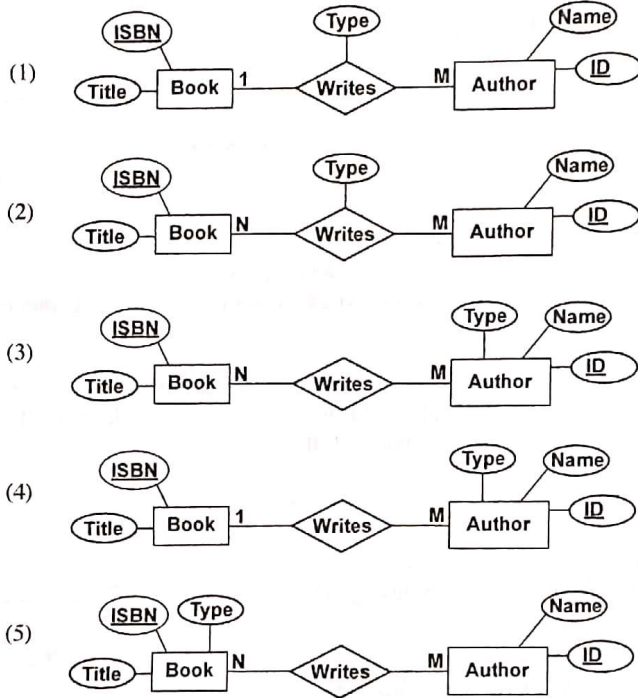 (1) ISBN Title Book 1 Type Writes M Author Name ID
(2) ISBN Title Book N Type Writes M Author Name ID
(3) ISBN Title Book N Writes M Type Name Author ID
(4) ISBN Title Book 1 Writes M Type Name Author ID
(5) ISBN Type Title Book N Writes M Author Name ID